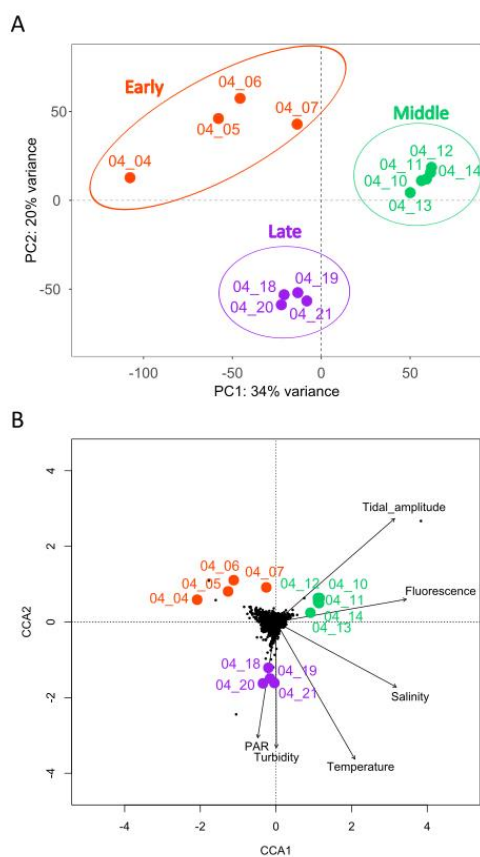 A
Early
04_06
04_05
04_07
04_04
Middle
04_12
04_11
04_14
04_10
04_13
Late
04_18
04_19
04_20
04_21
50
0
-50
PC2: 20% variance
-100
-50
0
50
PC1: 34% variance
B
4
2
0
-2
-4
CCA2
Tidal_amplitude
04_06
04_05
04_07
04_04
04_12
04_10
Fluorescence
04_11
04_14
04_13
04_18
04_19
Salinity
04_20
04_21
PAR
Turbidity
Temperature
-4
-2
0
2
4
CCA1